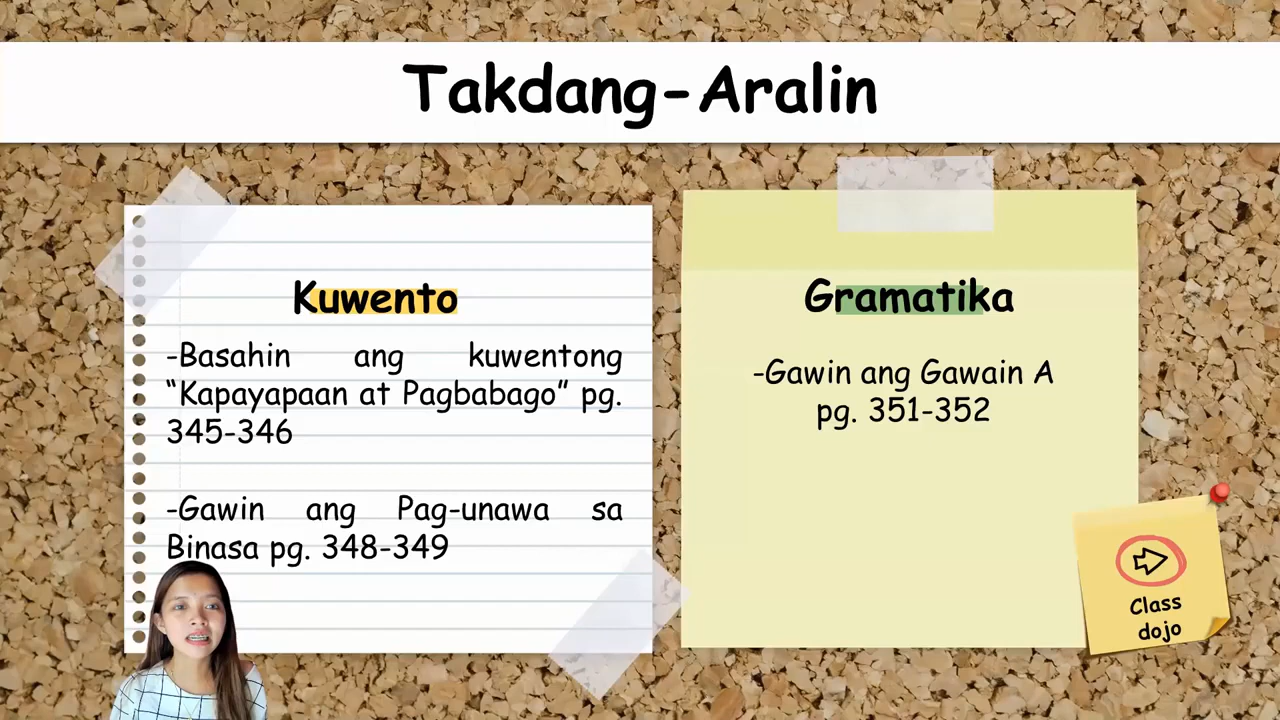 Takdang-Aralin
Kuwento
-Basahin ang kuwentong
“Kapayapaan at Pagbabago” pg.
345-346
-Gawin ang Pag-unawa sa
Binasa pg. 348-349
Gramatika
-Gawin ang Gawain A
pg. 351-352
Class
dojo